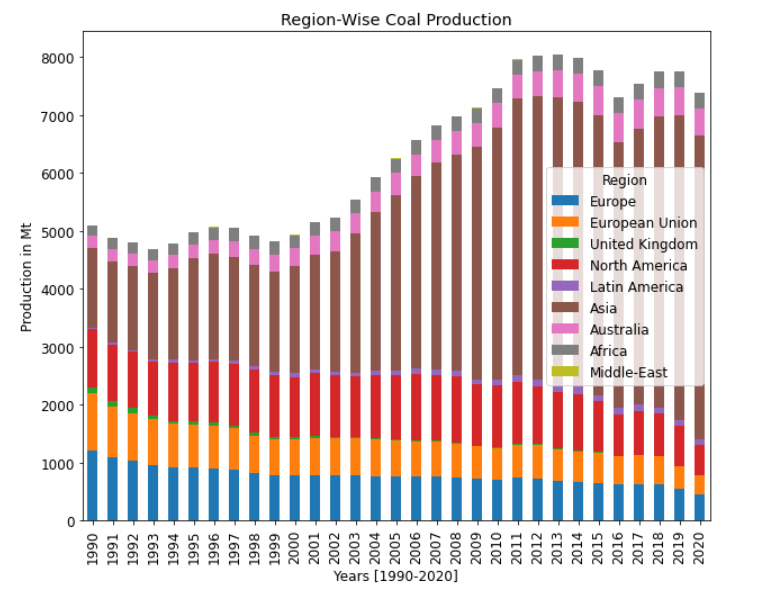 Region-Wise Coal Production
Production in Mt
8000
7000
6000
5000
4000
3000
2000
1000
0
Region
Europe
European Union
United Kingdom
North America
Latin America
Asia
Australia
Africa
Middle-East
1990 1991 1992 1993 1994 1995 1996 1997 1998 1999 2000 2001 2002 2003 2004 2005 2006 2007 2008 2009 2010 2011 2012 2013 2014 2015 2016 2017 2018 2019 2020
Years [1990-2020]